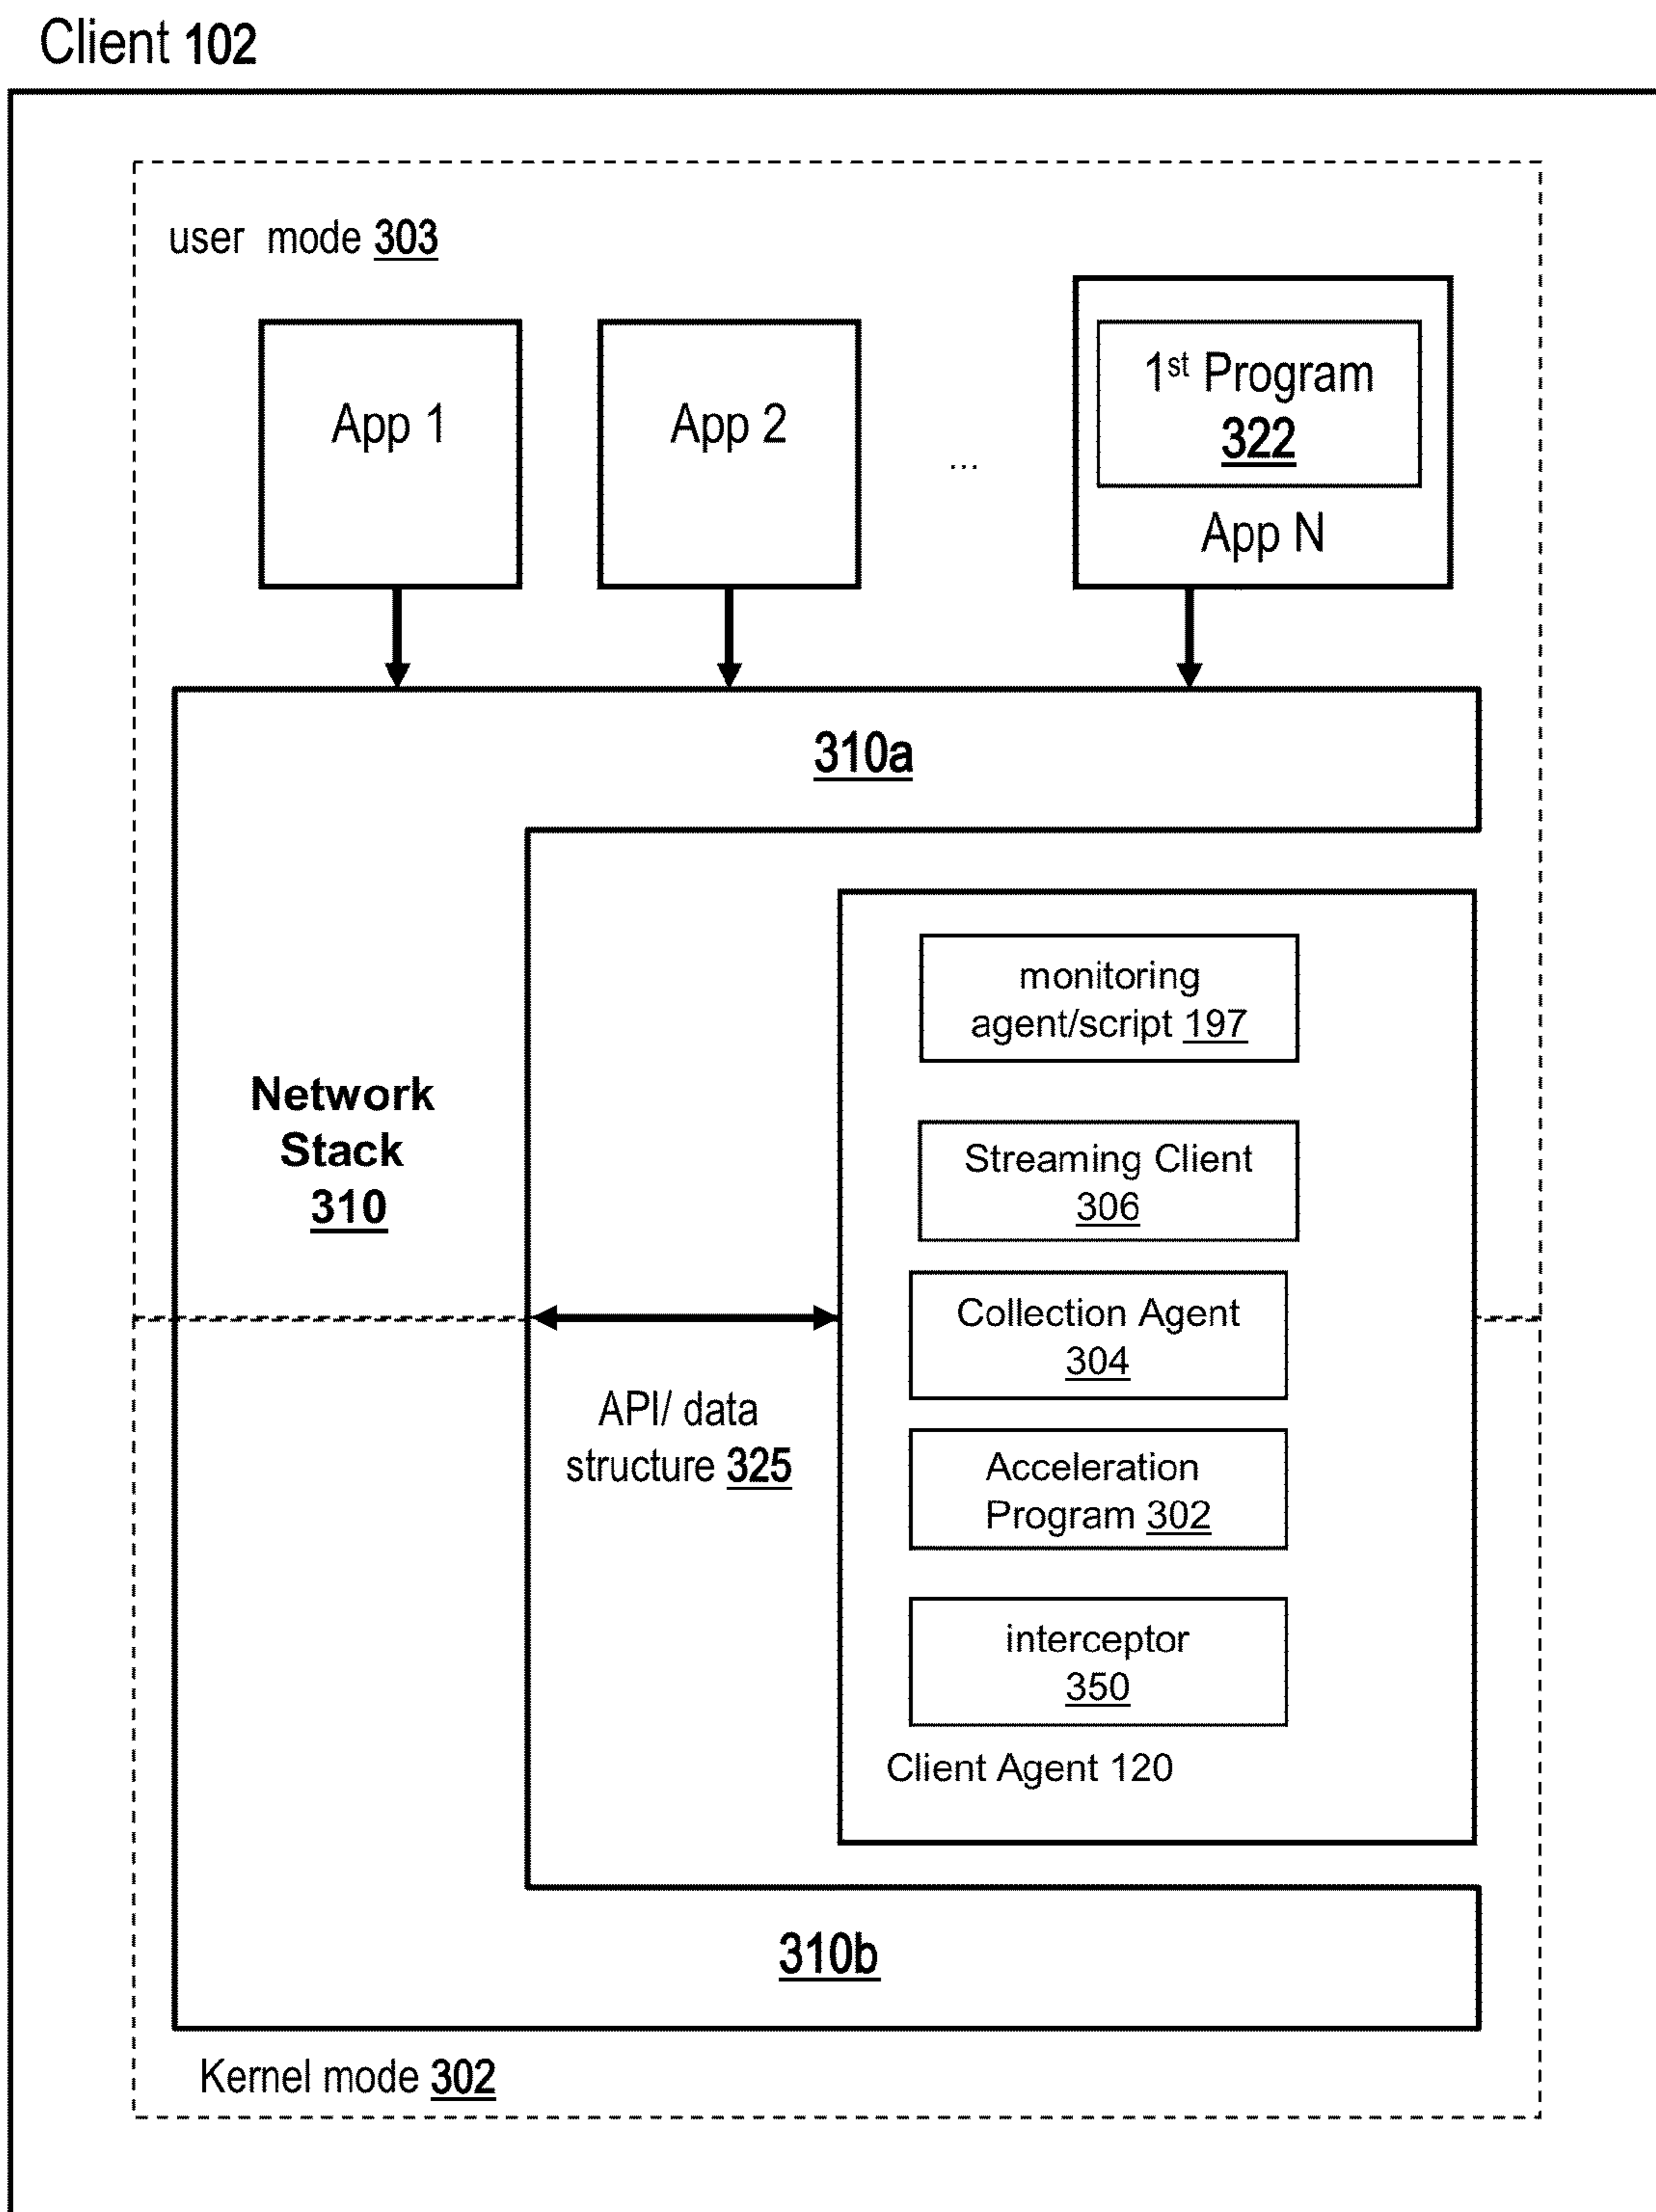 Client 102
user mode 303
App 1
App 2
...
1st Program
322
App N
310a
Network
Stack
310
monitoring
agent/script 197
Streaming Client
306
Collection Agent
304
API/ data
structure 325
Acceleration
Program 302
interceptor
350
Client Agent 120
310b
Kernel mode 302